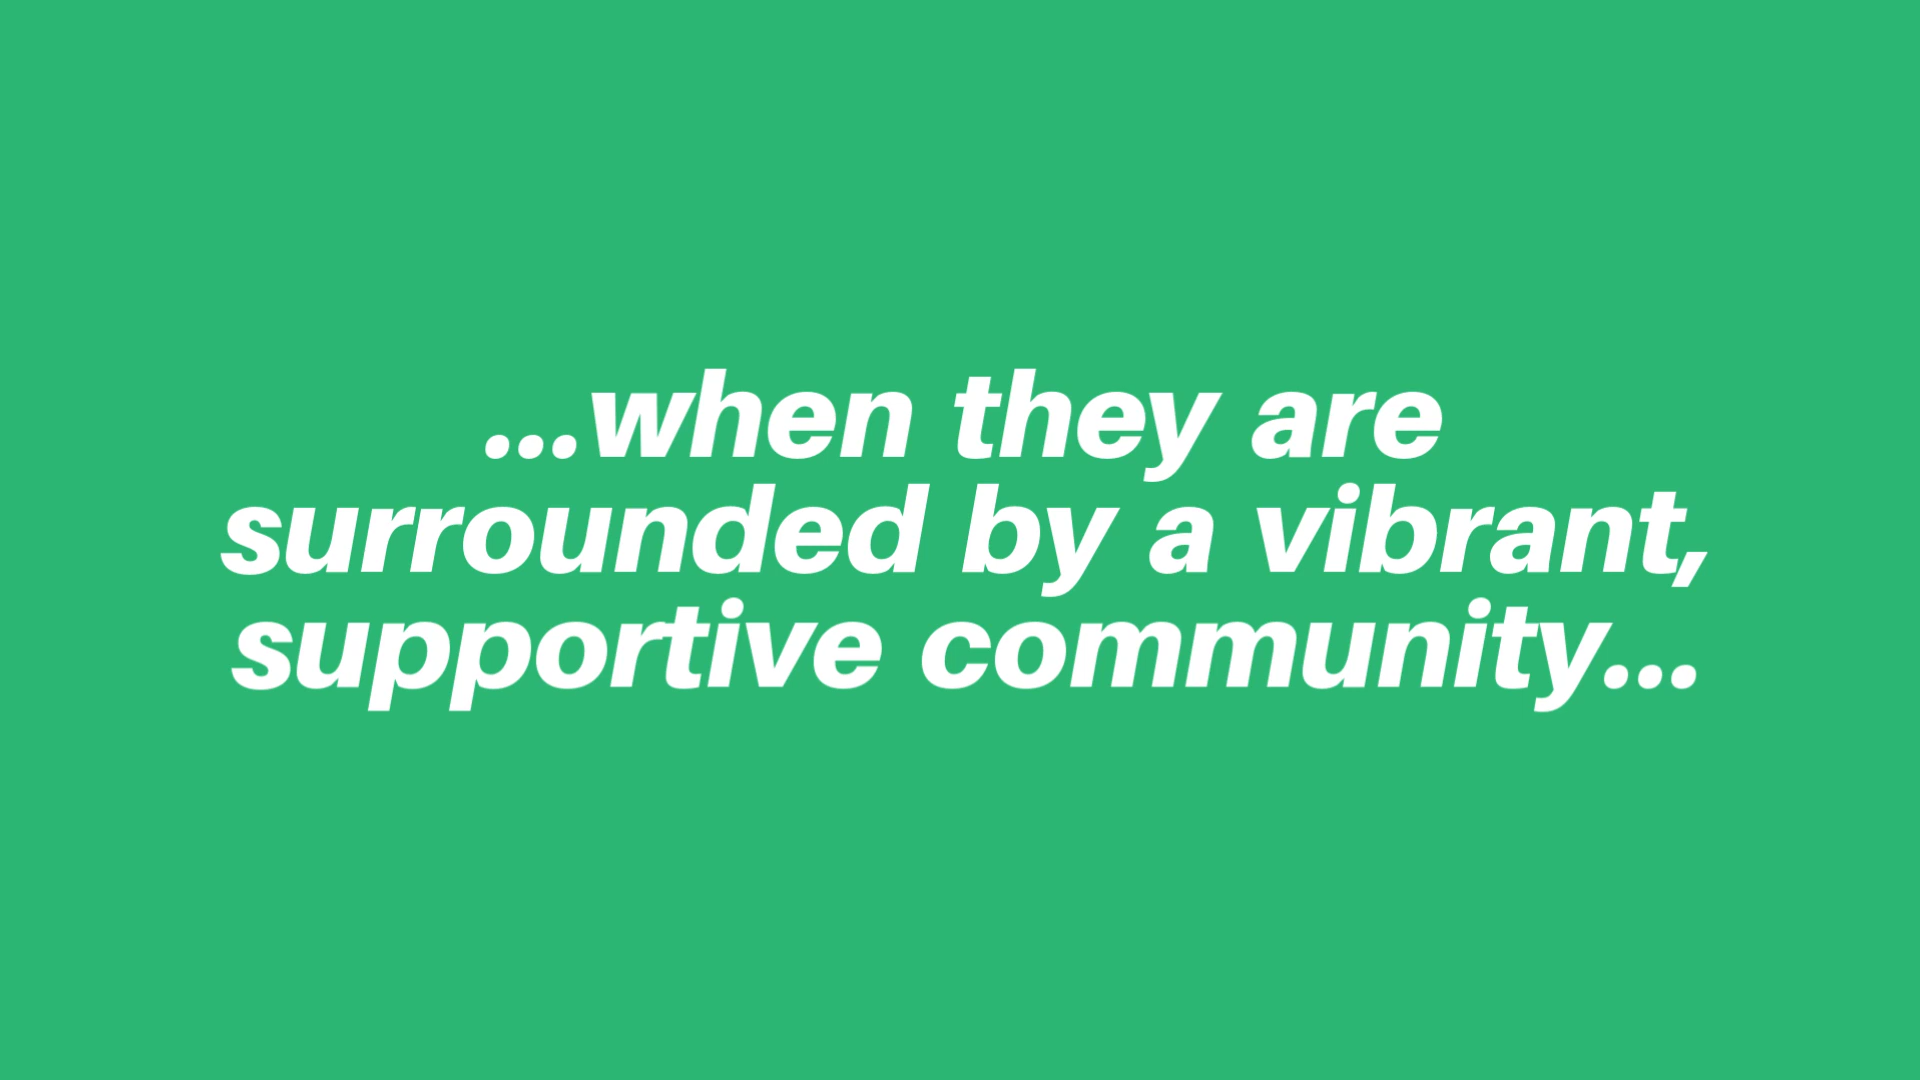 ...when they are
surrounded by a vibrant,
supportive community...